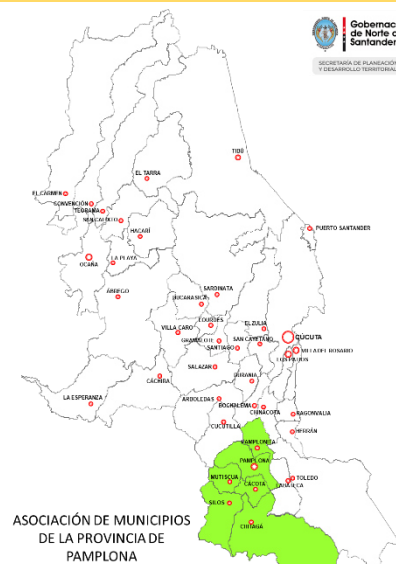 Gobernac
de Norte d
Santander
SECRETARÍA DE PLANEACIÓN
Y DESARROLLO TERRITORIAL
TIBÚ
EL TARRA
EL CARMEN
CONVENCIÓN
TEORAMA
SAN CALIXTO
HACARÍ
PUERTO SANTANDER
OCAÑA
LA PLAYA
ABREGO
SARDINATA
BUCARASICA
LOURDES
EL ZULIA
VILLA CARO
GRAMALOTE
SAN CAYETANO
CÚCUTA
SANTIAGO
VILLA DEL ROSARIO
LOS PATIOS
SALAZAR
CÁCHIRA
DURANIA
LA ESPERANZA
ARBOLEDAS
BOCHALEMA
CHINÁCOTA
RAGONVALIA
CUCUTILLA
HERRÁN
PAMPLONITA
PAMPLONA
MUTISCUA
TOLEDO
LABATECA
CÁCOTA
SILOS
CHITAGÁ
ASOCIACIÓN DE MUNICIPIOS
DE LA PROVINCIA DE
PAMPLONA